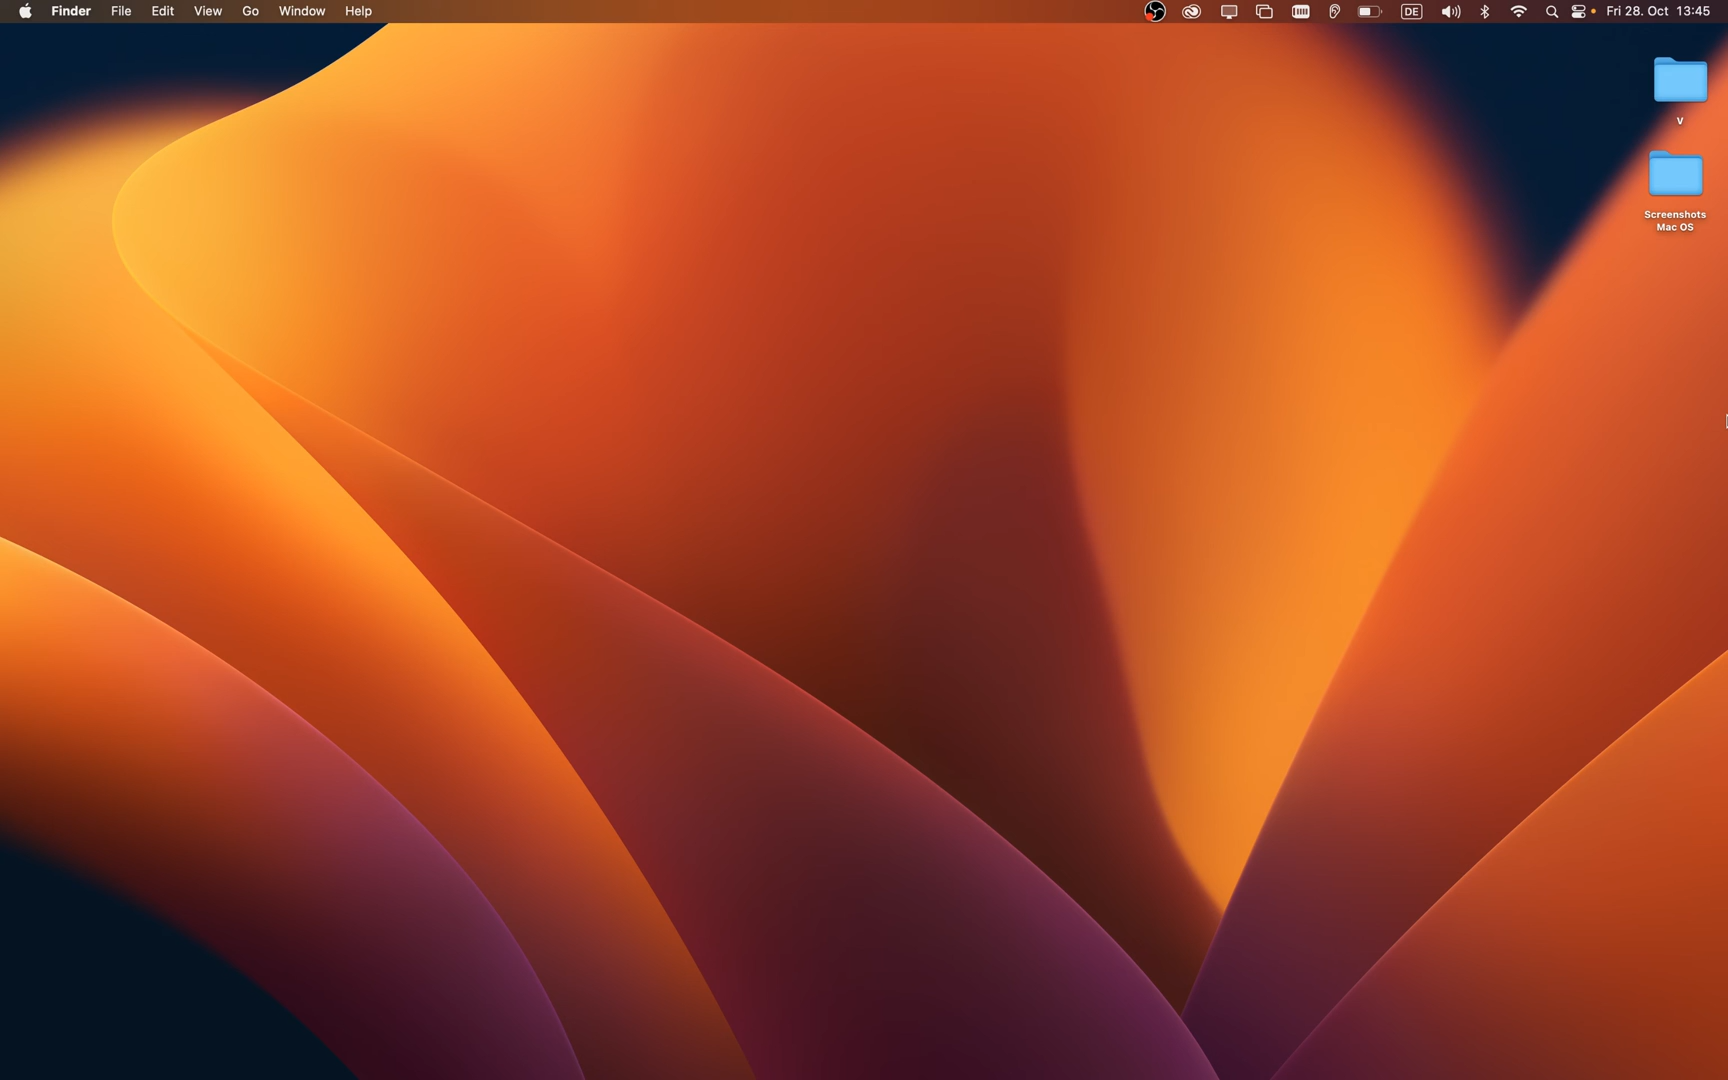 Finder File Edit View Go Window Help DE Fri 28. Oct 13:45
v
Screenshots
Mac OS